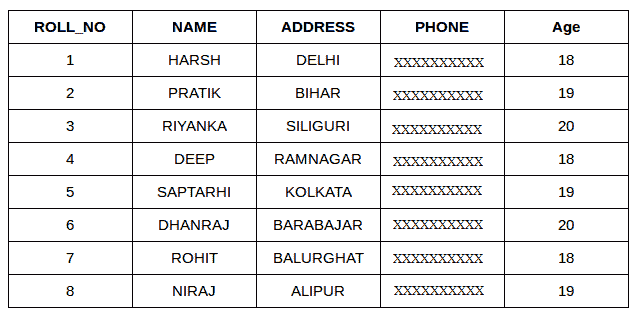 ROLL_NO NAME ADDRESS PHONE Age
1 HARSH DELHI XXXXXXXXXX 18
2 PRATIK BIHAR XXXXXXXXXX 19
3 RIYANKA SILIGURI XXXXXXXXXX 20
4 DEEP RAMNAGAR XXXXXXXXXX 18
5 SAPTARHI KOLKATA XXXXXXXXXX 19
6 DHANRAJ BARABAJAR XXXXXXXXXX 20
7 ROHIT BALURGHAT XXXXXXXXXX 18
8 NIRAJ ALIPUR XXXXXXXXXX 19